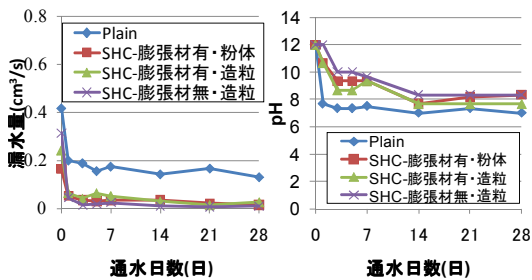 0.8
0.6
0.4
0.2
0
漏水量(cm³/s)
Plain
SHC-膨張材有・粉体
SHC-膨張材有・造粒
SHC-膨張材無・造粒
0 7 14 21 28
通水日数(日)
14
12
10
8
6
4
2
0
pH
Plain
SHC-膨張材有・粉体
SHC-膨張材有・造粒
SHC-膨張材無・造粒
0 7 14 21 28
通水日数(日)